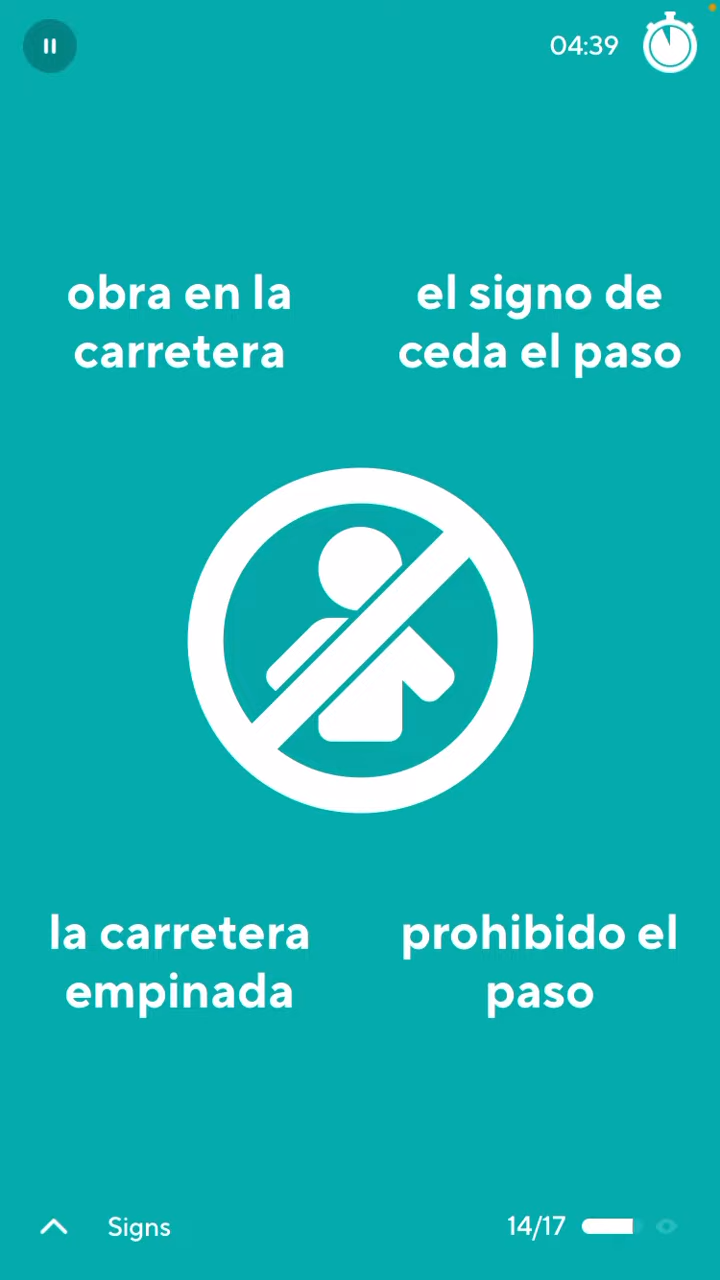 04:39
obra en la
carretera
el signo de
ceda el paso
la carretera
empinada
prohibido el
paso
Signs
14/17